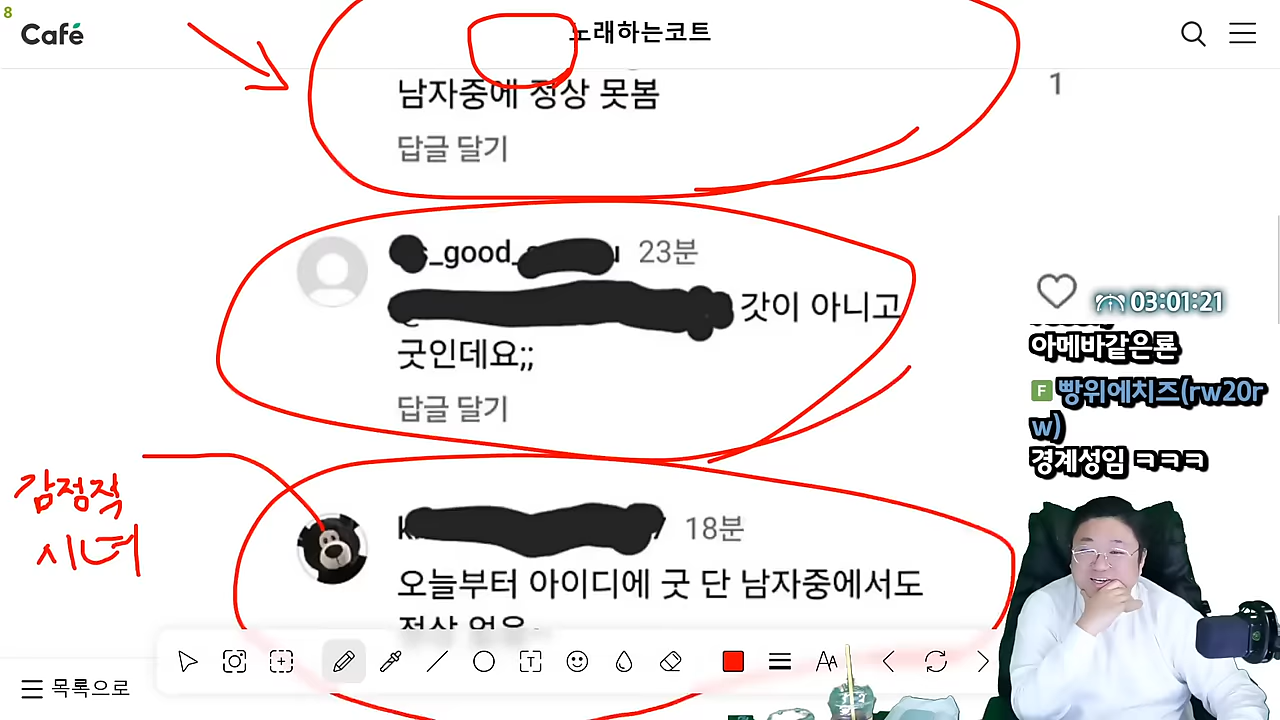 8
Café
노래하는코트
남자중에 정상 못봄
1
답글 달기
_good_ 23분
갓이 아니고
굿인데요;;
답글 달기
03:01:21
아메바같은룐
F 빵위에치즈(rw20r
w)
경계성임 ㅋㅋㅋ
감정적
시녀
18분
오늘부터 아이디에 굿 단 남자중에서도
목록으로